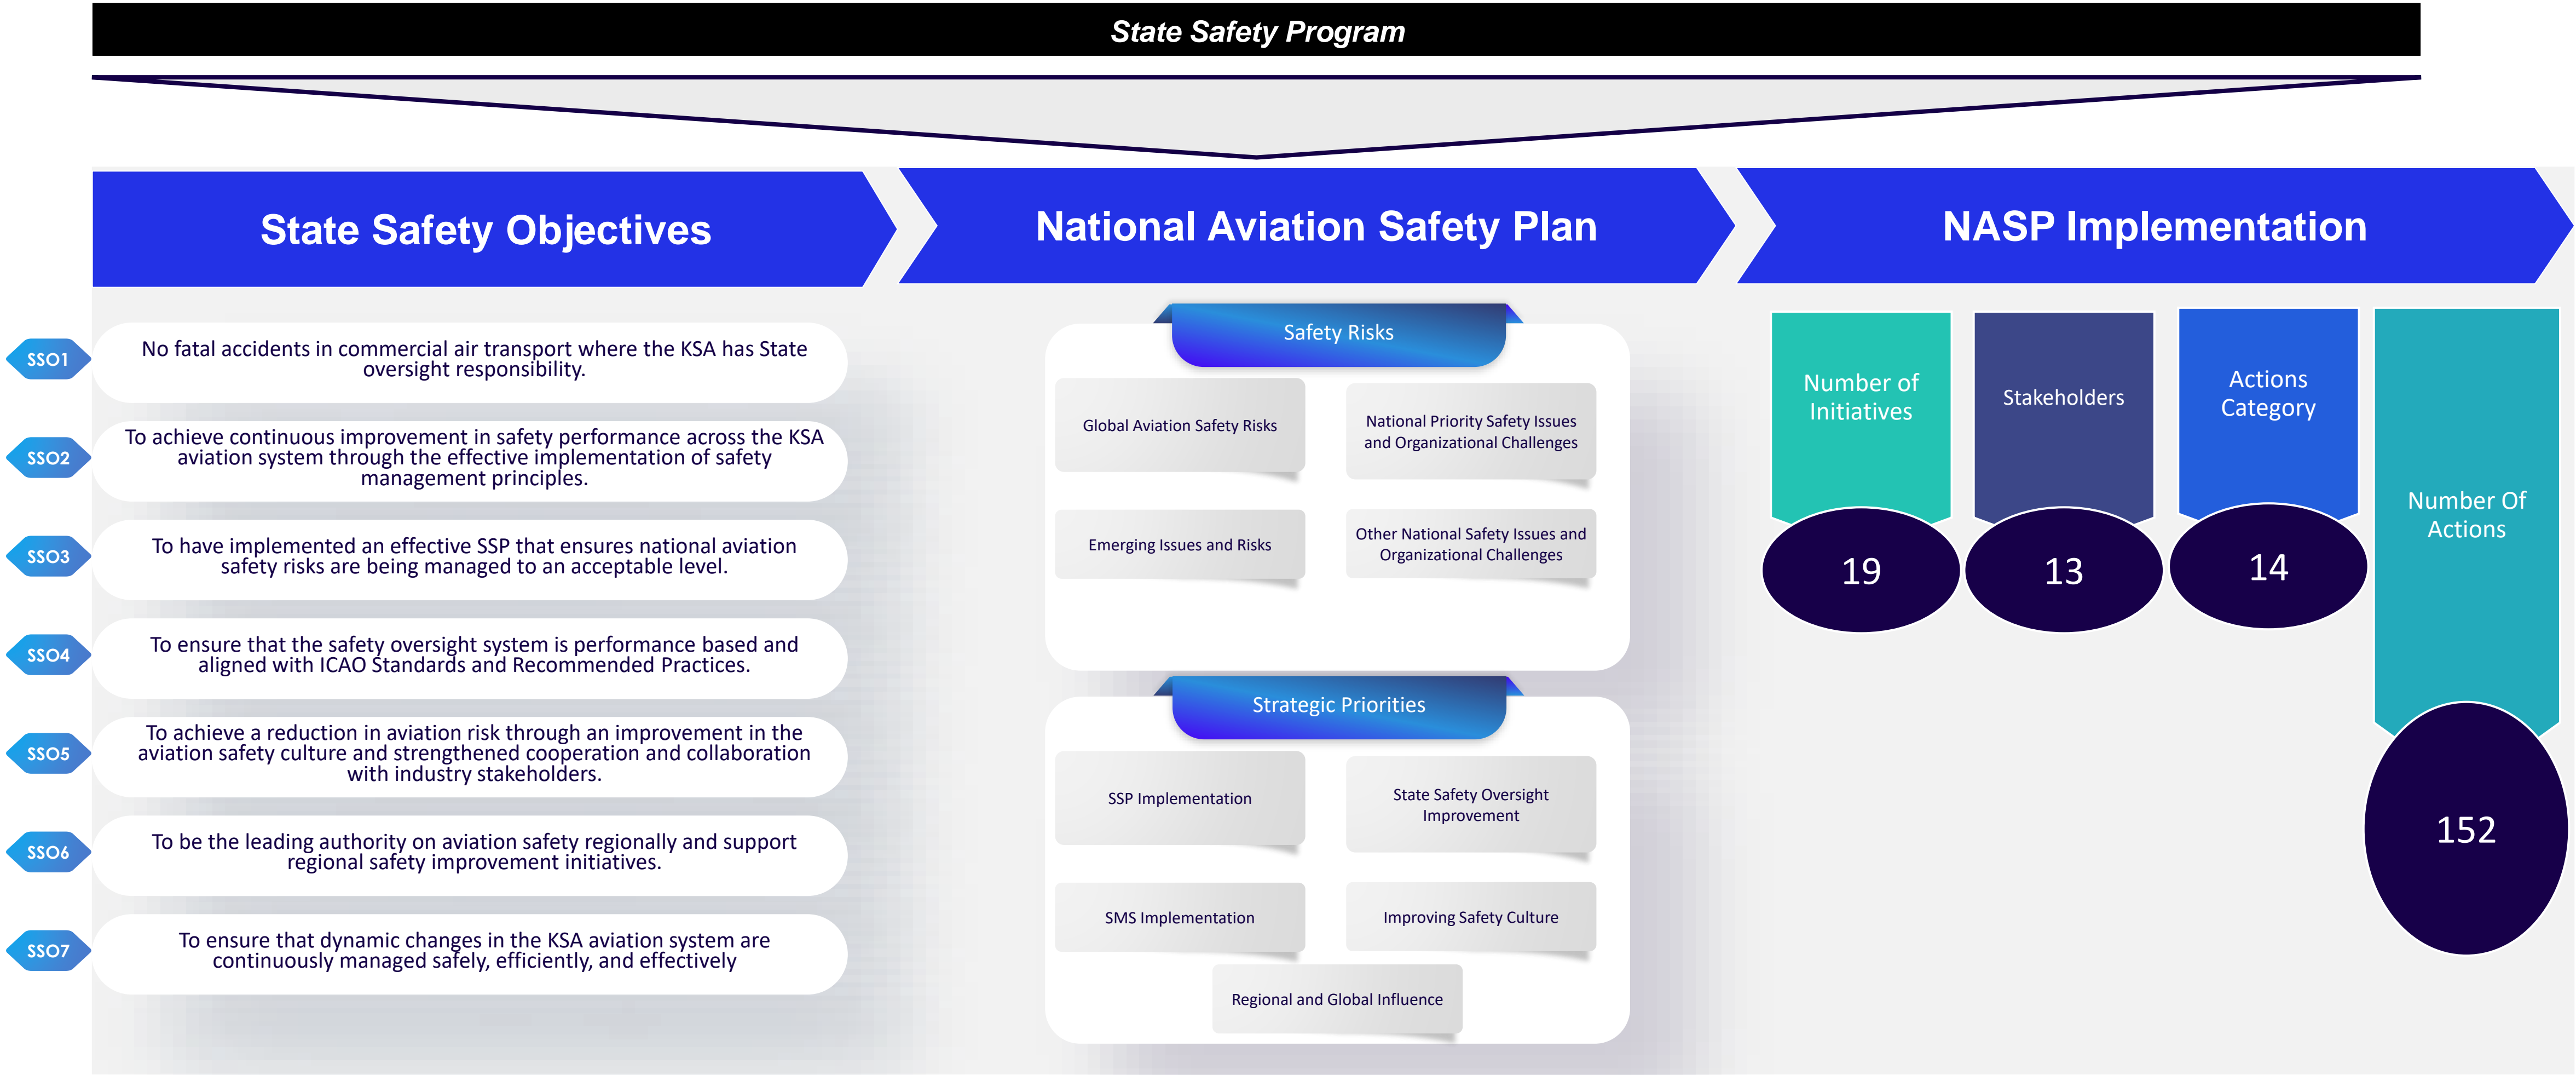 State Safety Program
State Safety Objectives
National Aviation Safety Plan
NASP Implementation
SSO1
No fatal accidents in commercial air transport where the KSA has State
oversight responsibility.
SSO2
To achieve continuous improvement in safety performance across the KSA
aviation system through the effective implementation of safety
management principles.
SSO3
To have implemented an effective SSP that ensures national aviation
safety risks are being managed to an acceptable level.
SSO4
To ensure that the safety oversight system is performance based and
aligned with ICAO Standards and Recommended Practices.
SSO5
To achieve a reduction in aviation risk through an improvement in the
aviation safety culture and strengthened cooperation and collaboration
with industry stakeholders.
SSO6
To be the leading authority on aviation safety regionally and support
regional safety improvement initiatives.
SSO7
To ensure that dynamic changes in the KSA aviation system are
continuously managed safely, efficiently, and effectively
Safety Risks
Global Aviation Safety Risks
National Priority Safety Issues
and Organizational Challenges
Emerging Issues and Risks
Other National Safety Issues and
Organizational Challenges
Strategic Priorities
SSP Implementation
State Safety Oversight
Improvement
SMS Implementation
Improving Safety Culture
Regional and Global Influence
Number of
Initiatives
19
Stakeholders
13
Actions
Category
14
Number Of
Actions
152